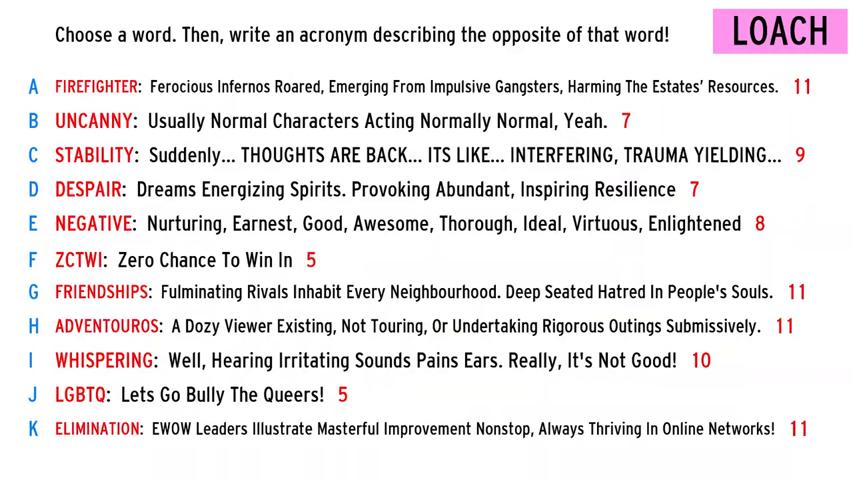 Choose a word. Then, write an acronym describing the opposite of that word!
LOACH
A FIREFIGHTER: Ferocious Infernos Roared, Emerging From Impulsive Gangsters, Harming The Estates' Resources. 11
B UNCANNY: Usually Normal Characters Acting Normally Normal, Yeah. 7
C STABILITY: Suddenly... THOUGHTS ARE BACK... ITS LIKE... INTERFERING, TRAUMA YIELDING... 9
D DESPAIR: Dreams Energizing Spirits. Provoking Abundant, Inspiring Resilience 7
E NEGATIVE: Nurturing, Earnest, Good, Awesome, Thorough, Ideal, Virtuous, Enlightened 8
F ZCTWI: Zero Chance To Win In 5
G FRIENDSHIPS: Fulminating Rivals Inhabit Every Neighbourhood. Deep Seated Hatred In People's Souls. 11
H ADVENTOUROS: A Dozy Viewer Existing, Not Touring, Or Undertaking Rigorous Outings Submissively. 11
I WHISPERING: Well, Hearing Irritating Sounds Pains Ears. Really, It's Not Good! 10
J LGBTQ: Lets Go Bully The Queers! 5
K ELIMINATION: EWOW Leaders Illustrate Masterful Improvement Nonstop, Always Thriving In Online Networks! 11